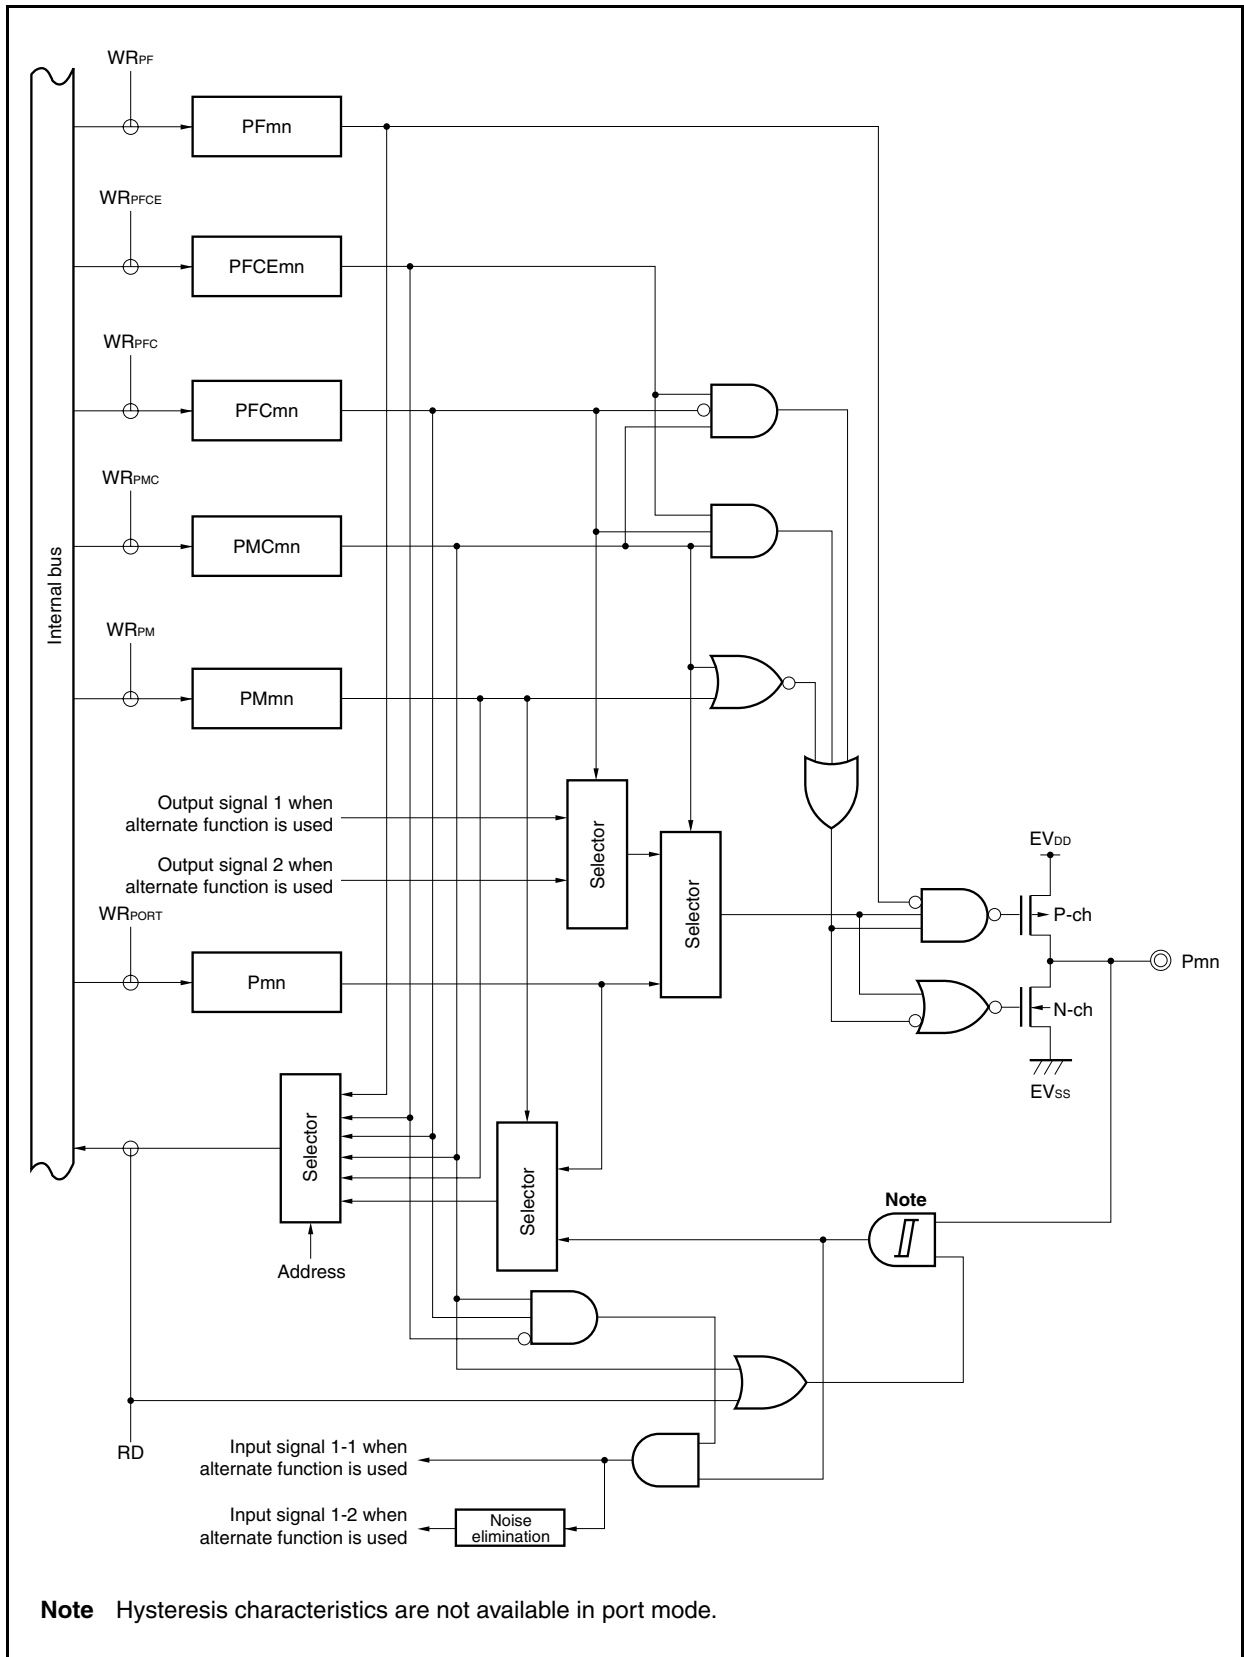 WRPF
PFmn
WRPFCE
PFCEmn
WRPFC
PFCmn
WRPMC
PMCmn
Internal bus
WRPM
PMmn
Output signal 1 when
alternate function is used
Output signal 2 when
alternate function is used
Selector
Selector
WRPORT
Pmn
EVDD
P-ch
Pmn
N-ch
EVSS
Selector
Selector
Address
Note
RD
Input signal 1-1 when
alternate function is used
Input signal 1-2 when
alternate function is used
Noise
elimination
Note Hysteresis characteristics are not available in port mode.